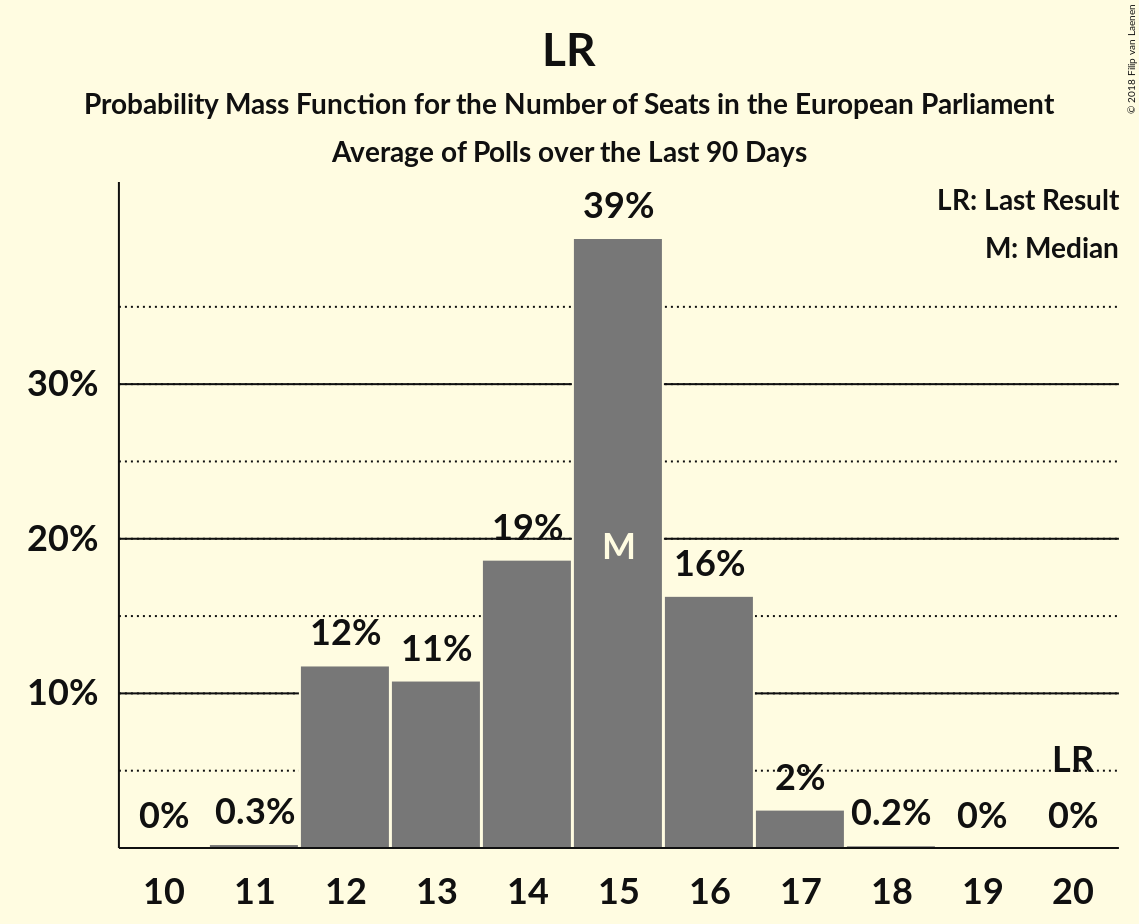 LR
Probability Mass Function for the Number of Seats in the European Parliament
Average of Polls over the Last 90 Days
© 2018 Filip van Laenen
LR: Last Result
M: Median
39%
30%
19%
20%
M
16%
12%
11%
10%
LR
2%
0%
0.3%
0.2%
0%
0%
10 11 12 13 14 15 16 17 18 19 20